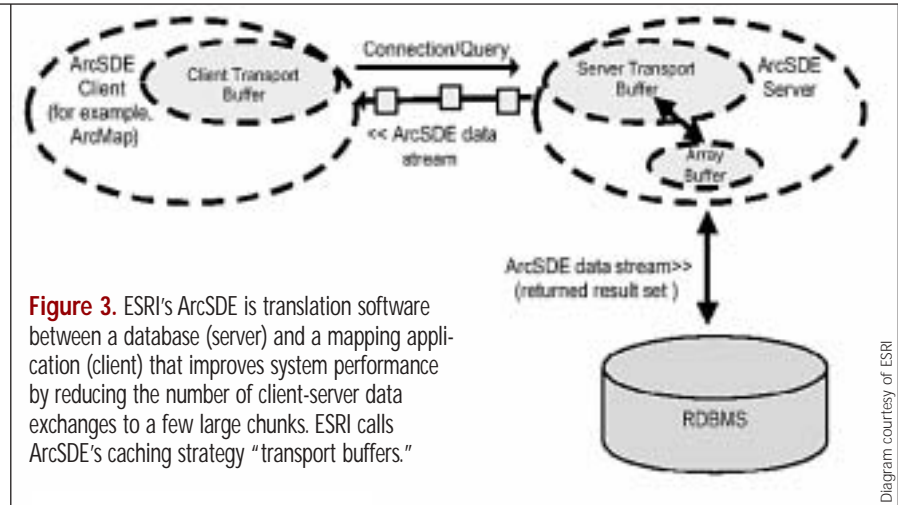 ArcSDE
Client
(for example,
ArcMap)
Client Transport
Buffer
Connection/Query
<< ArcSDE data
stream
Server Transport
Buffer
ArcSDE
Server
Array
Buffer
ArcSDE data stream>>
(returned result set )
RDBMS
Figure 3. ESRI's ArcSDE is translation software
between a database (server) and a mapping appli-
cation (client) that improves system performance
by reducing the number of client-server data
exchanges to a few large chunks. ESRI calls
ArcSDE's caching strategy "transport buffers."
Diagram courtesy of ESRI